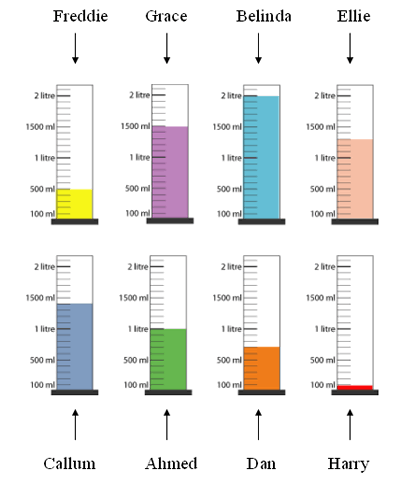 Freddie Grace Belinda Ellie
2 litre 2 litre 2 litre 2 litre
1500 ml 1500 ml 1500 ml 1500 ml
1 litre 1 litre 1 litre 1 litre
500 ml 500 ml 500 ml 500 ml
100 ml 100 ml 100 ml 100 ml
2 litre 2 litre 2 litre 2 litre
1500 ml 1500 ml 1500 ml 1500 ml
1 litre 1 litre 1 litre 1 litre
500 ml 500 ml 500 ml 500 ml
100 ml 100 ml 100 ml 100 ml
Callum Ahmed Dan Harry